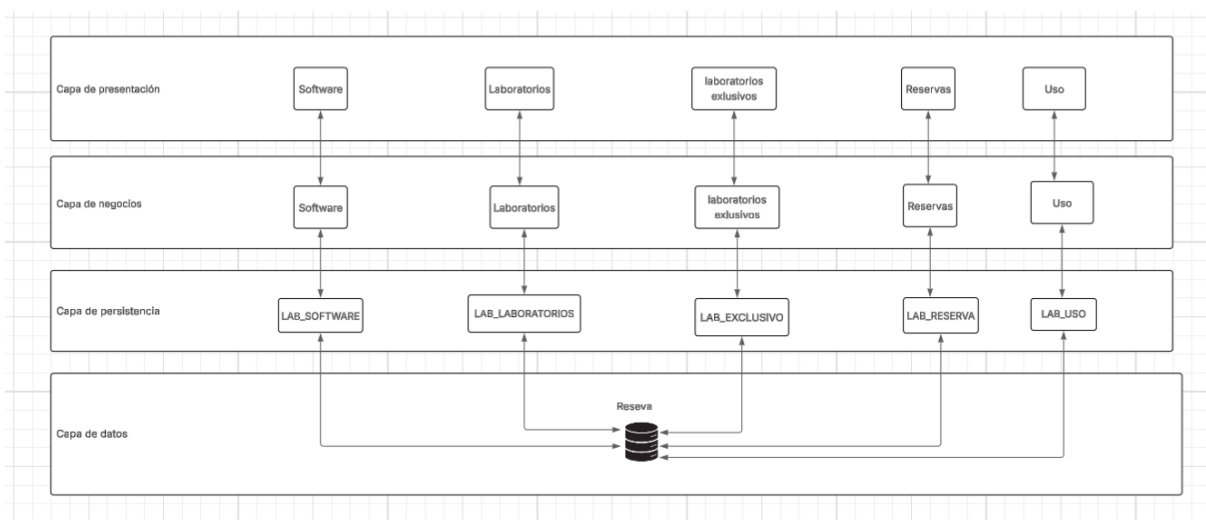 Capa de presentación
Software
Laboratorios
laboratorios
exlusivos
Reservas
Uso
Capa de negocios
Software
Laboratorios
laboratorios
exlusivos
Reservas
Uso
Capa de persistencia
LAB_SOFTWARE
LAB_LABORATORIOS
LAB_EXCLUSIVO
LAB_RESERVA
LAB_USO
Reseva
Capa de datos